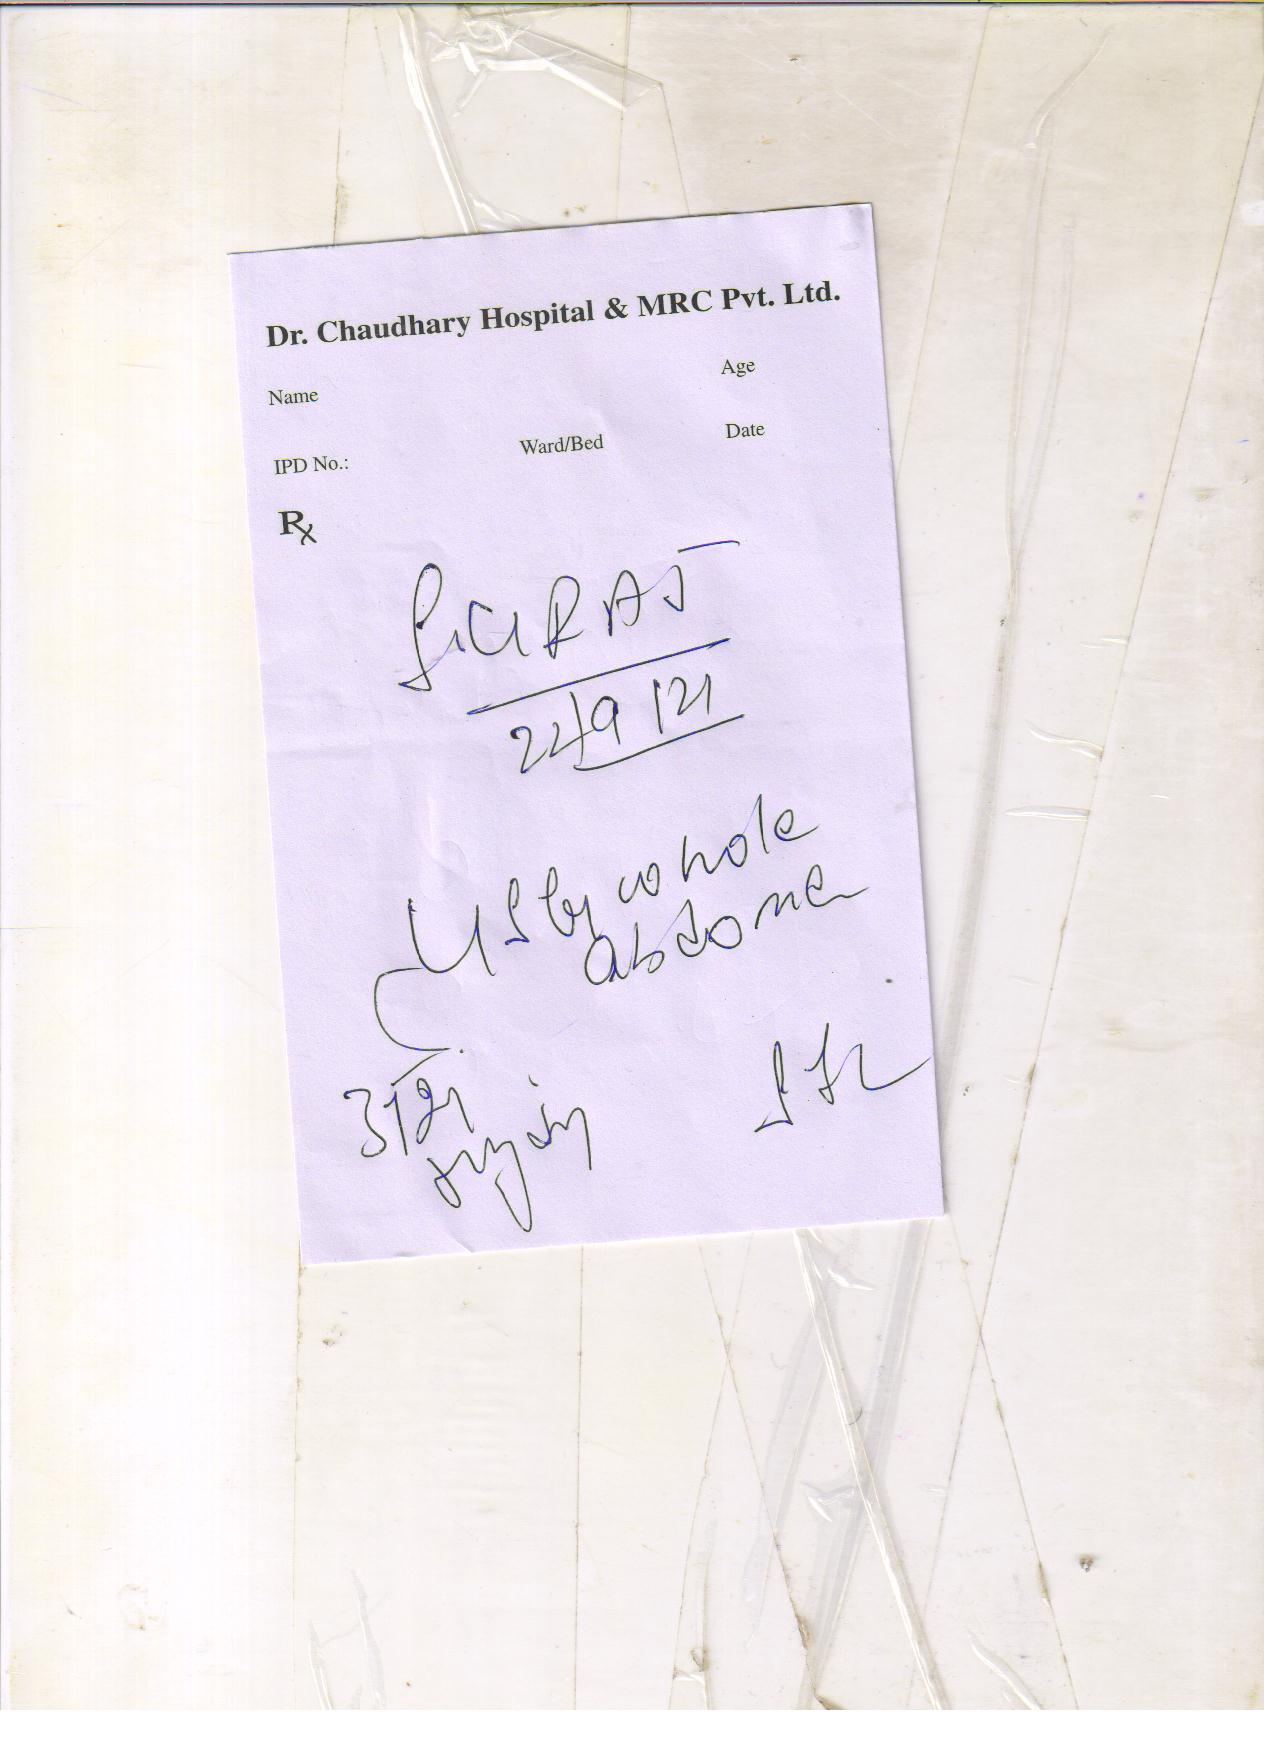 Dr. Chaudhary Hospital & MRC Pvt. Ltd.
Name Age
IPD No.: Ward/Bed Date
Rx
SURAJ
22/9/21
USG whole
abdomen